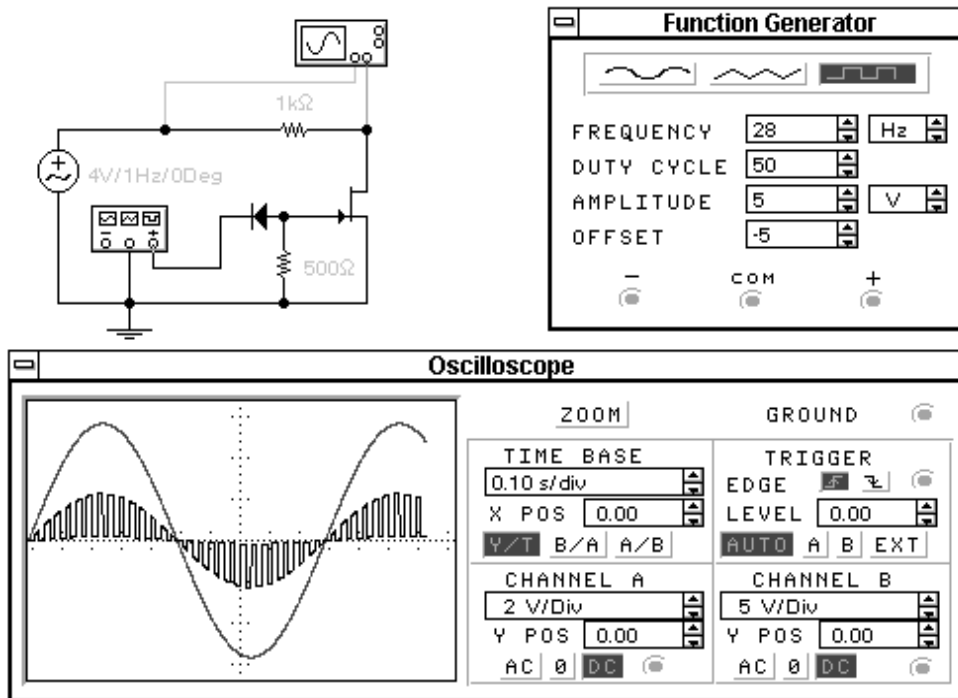 1kΩ
4V/1Hz/0Deg
500Ω
Function Generator
FREQUENCY 28 Hz
DUTY CYCLE 50
AMPLITUDE 5 V
OFFSET -5
− COM +
Oscilloscope
ZOOM GROUND
TIME BASE
0.10 s/div
X POS 0.00
Y/T B/A A/B
TRIGGER
EDGE
LEVEL 0.00
AUTO A B EXT
CHANNEL A
2 V/Div
Y POS 0.00
AC 0 DC
CHANNEL B
5 V/Div
Y POS 0.00
AC 0 DC